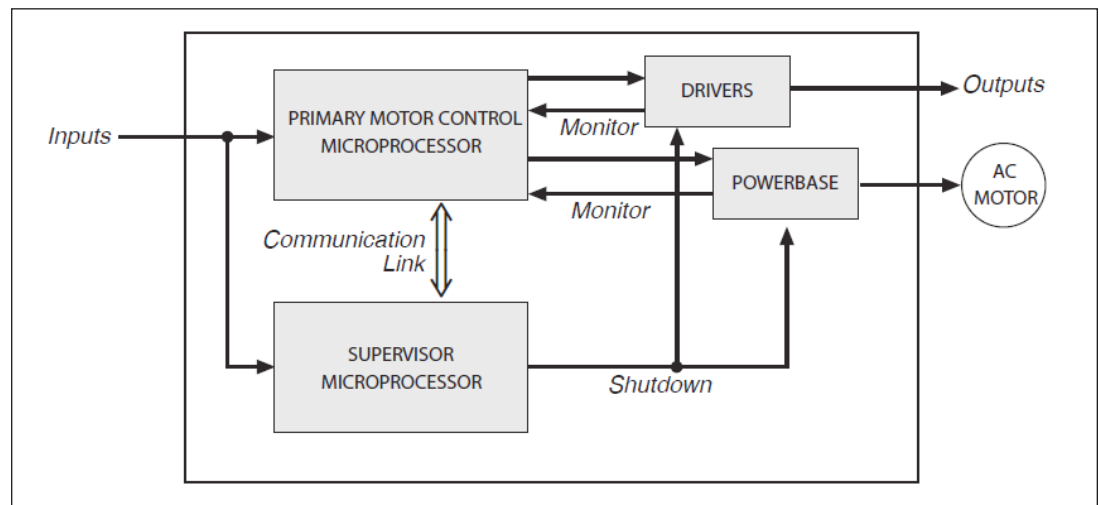 Inputs
PRIMARY MOTOR CONTROL
MICROPROCESSOR
DRIVERS
Outputs
Monitor
POWERBASE
AC
MOTOR
Monitor
Communication
Link
SUPERVISOR
MICROPROCESSOR
Shutdown